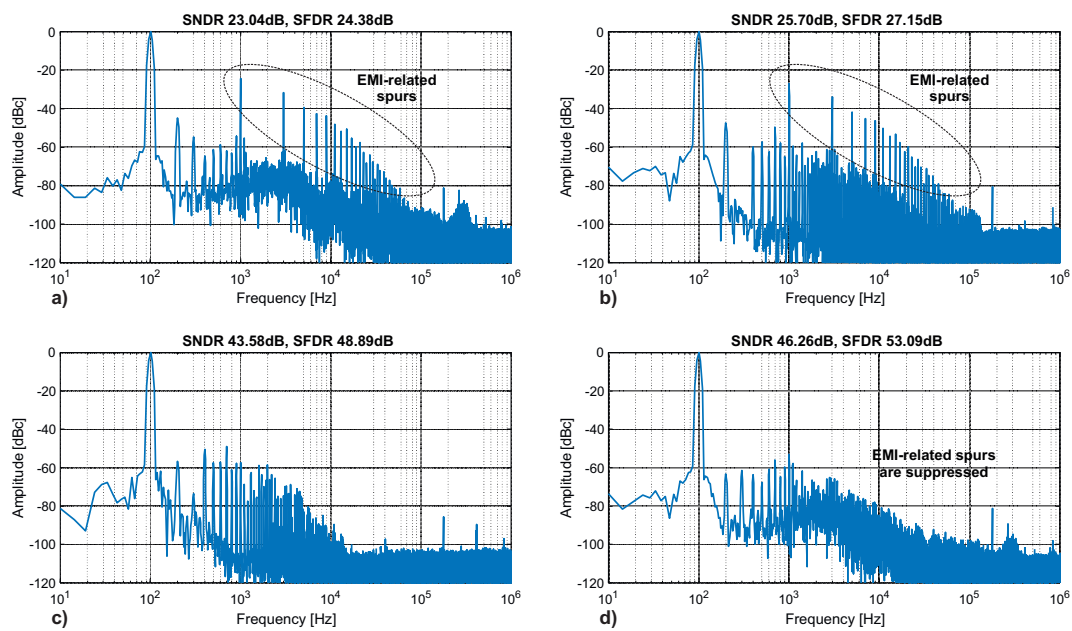 SNDR 23.04dB, SFDR 24.38dB
0
-20
-40
-60
-80
-100
-120
Amplitude [dBc]
EMI-related
spurs
10^1
10^2
10^3
10^4
10^5
10^6
Frequency [Hz]
a)
SNDR 25.70dB, SFDR 27.15dB
0
-20
-40
-60
-80
-100
-120
Amplitude [dBc]
EMI-related
spurs
10^1
10^2
10^3
10^4
10^5
10^6
Frequency [Hz]
b)
SNDR 43.58dB, SFDR 48.89dB
0
-20
-40
-60
-80
-100
-120
Amplitude [dBc]
10^1
10^2
10^3
10^4
10^5
10^6
Frequency [Hz]
c)
SNDR 46.26dB, SFDR 53.09dB
0
-20
-40
-60
-80
-100
-120
Amplitude [dBc]
EMI-related spurs
are suppressed
10^1
10^2
10^3
10^4
10^5
10^6
Frequency [Hz]
d)